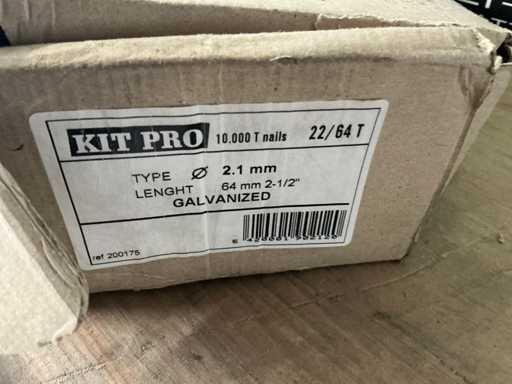 KIT PRO 10.000 T nails 22/64 T
TYPE Ø 2.1 mm
LENGHT 64 mm 2-1/2"
GALVANIZED
ref 200175